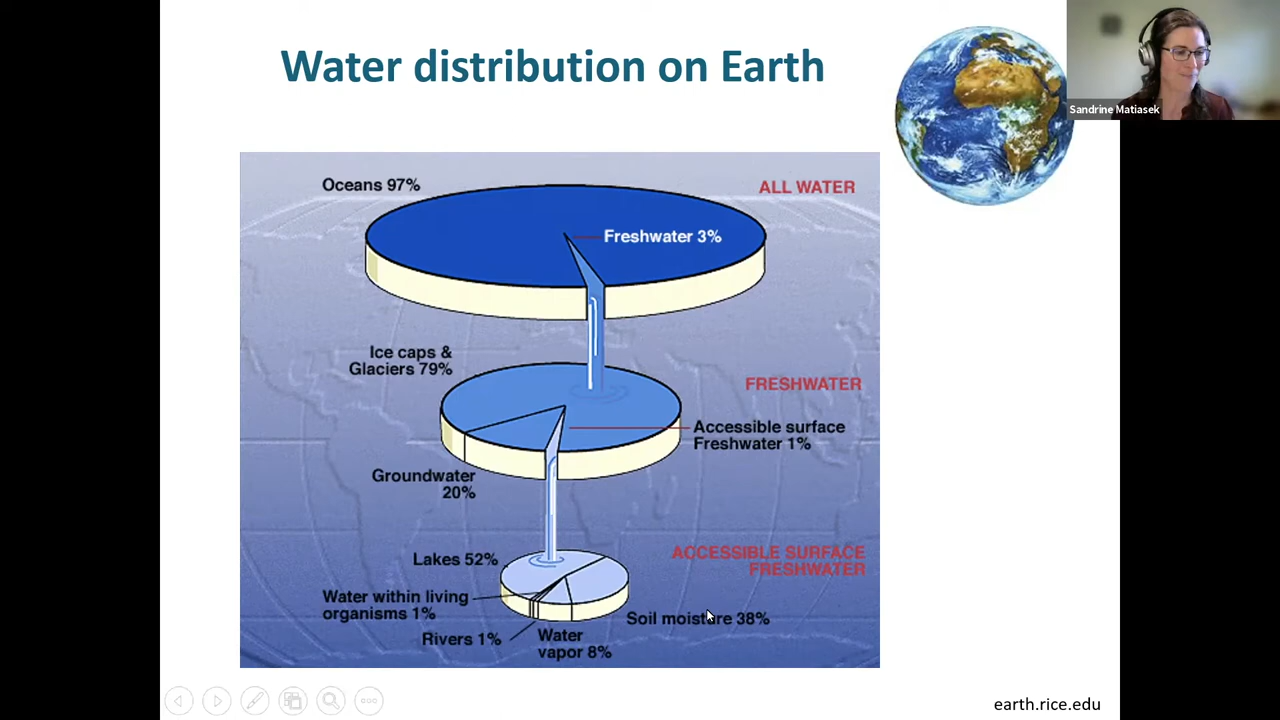 Water distribution on Earth
Sandrine Matiasek
Oceans 97%
ALL WATER
Freshwater 3%
Ice caps &
Glaciers 79%
FRESHWATER
Accessible surface
Freshwater 1%
Groundwater
20%
ACCESSIBLE SURFACE
FRESHWATER
Lakes 52%
Water within living
organisms 1%
Rivers 1%
Water
vapor 8%
Soil moisture 38%
earth.rice.edu